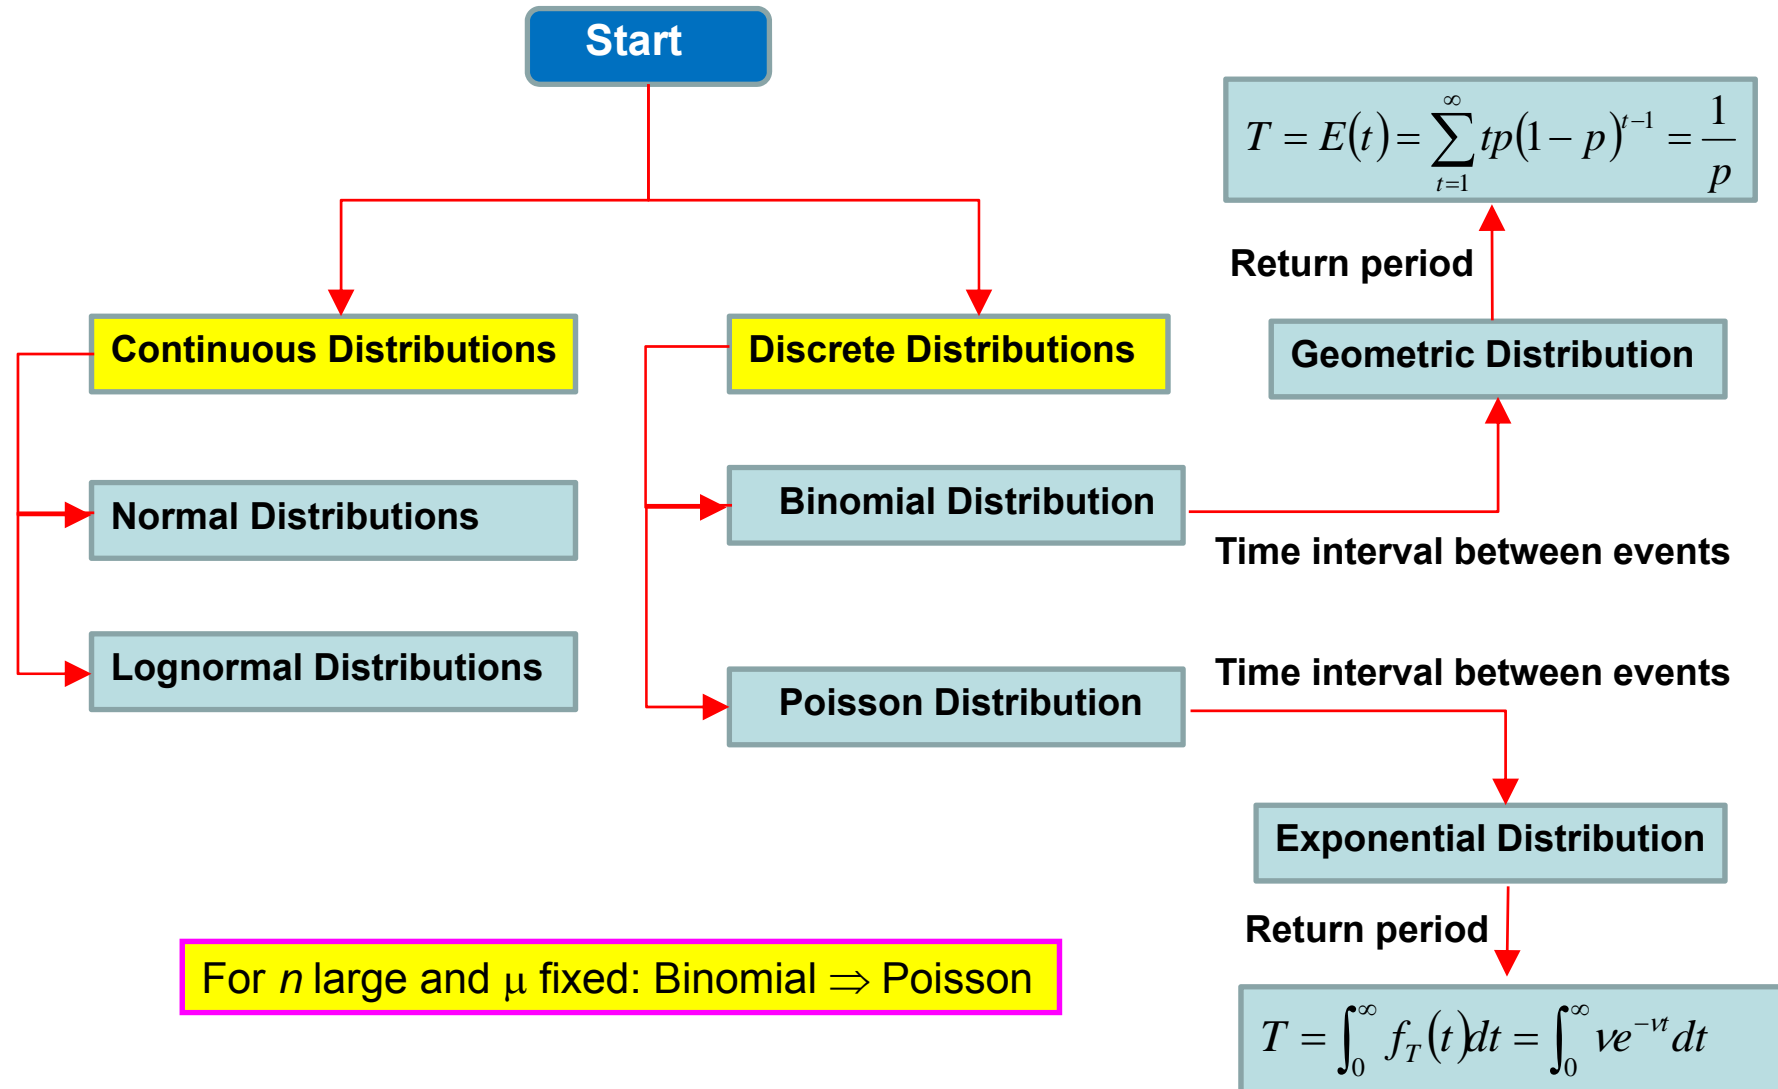 Start
T = E(t) = ∑_{t=1}^{∞} tp(1 − p)^{t−1} = 1/p
Return period
Continuous Distributions
Discrete Distributions
Geometric Distribution
Normal Distributions
Binomial Distribution
Time interval between events
Lognormal Distributions
Time interval between events
Poisson Distribution
Exponential Distribution
Return period
For n large and μ fixed: Binomial ⇒ Poisson
T = ∫_0^∞ f_T(t)dt = ∫_0^∞ νe^{−νt}dt